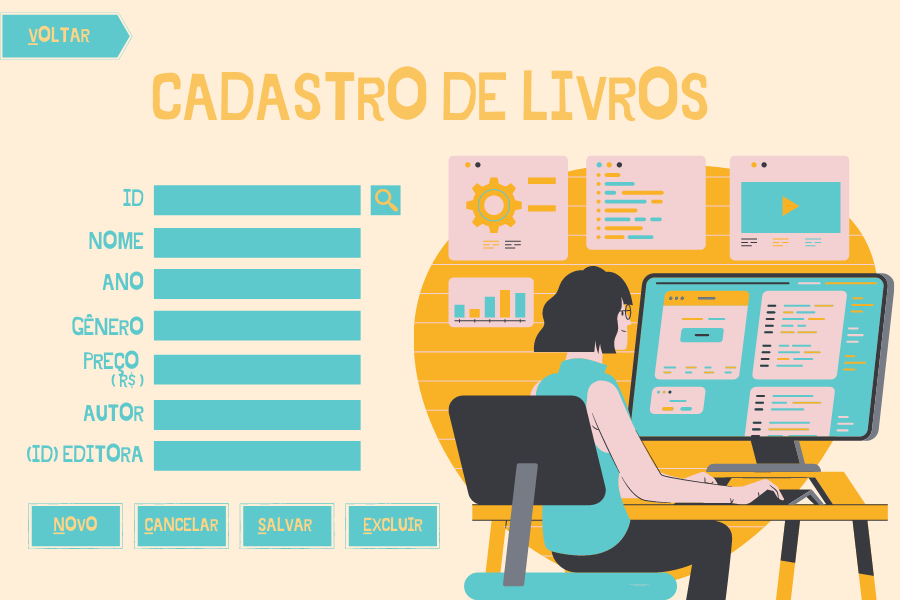 VOLTAR
CADASTRO DE LIVROS
ID
NOME
ANO
GÊNERO
PREÇO
(R$)
AUTOR
(ID) EDITORA
NOVO
CANCELAR
SALVAR
EXCLUIR